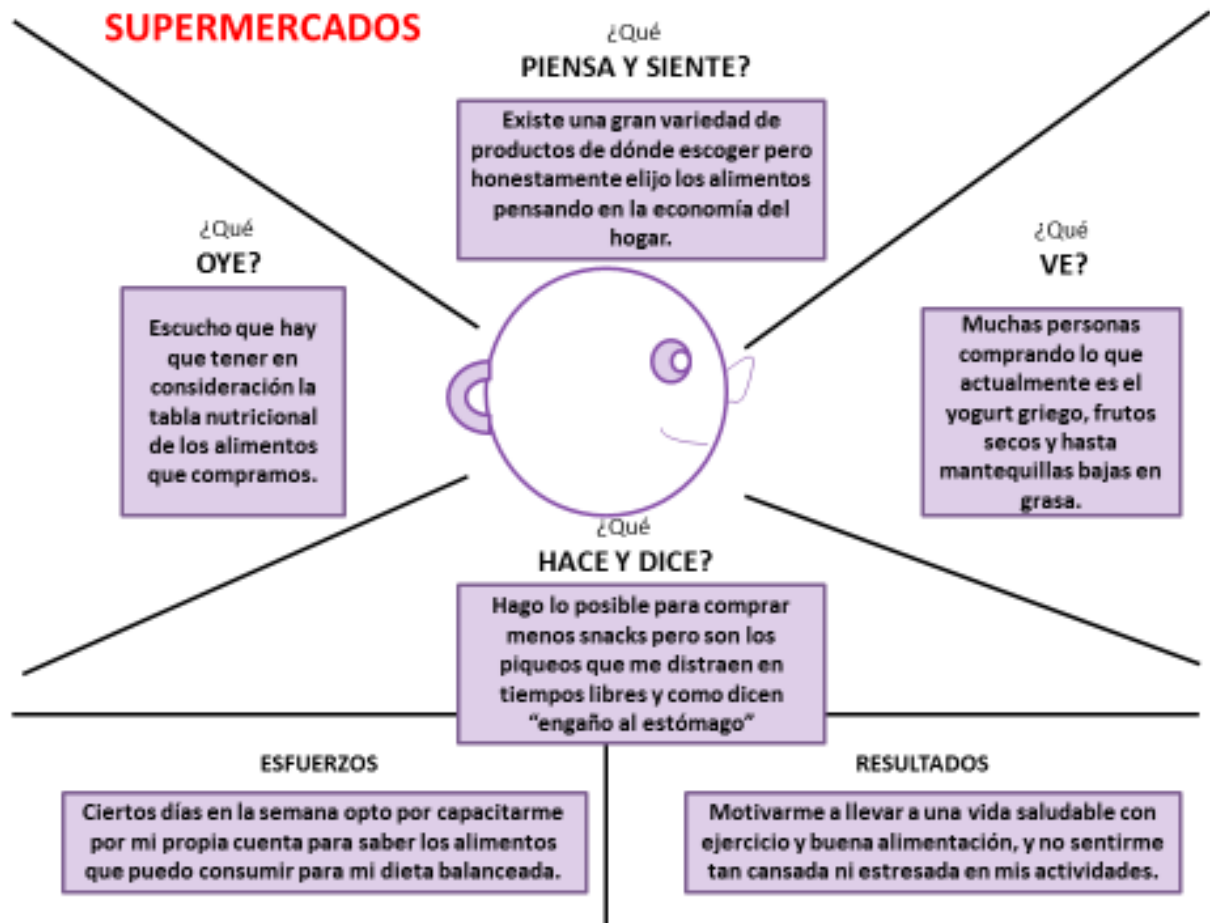 SUPERMERCADOS
¿Qué
PIENSA Y SIENTE?
Existe una gran variedad de
productos de dónde escoger pero
honestamente elijo los alimentos
pensando en la economía del
hogar.
¿Qué
OYE?
Escucho que hay
que tener en
consideración la
tabla nutricional
de los alimentos
que compramos.
¿Qué
VE?
Muchas personas
comprando lo que
actualmente es el
yogurt griego, frutos
secos y hasta
mantequillas bajas en
grasa.
¿Qué
HACE Y DICE?
Hago lo posible para comprar
menos snacks pero son los
piqueos que me distraen en
tiempos libres y como dicen
“engaño al estómago”
ESFUERZOS
Ciertos días en la semana opto por capacitarme
por mi propia cuenta para saber los alimentos
que puedo consumir para mi dieta balanceada.
RESULTADOS
Motivarme a llevar a una vida saludable con
ejercicio y buena alimentación, y no sentirme
tan cansada ni estresada en mis actividades.